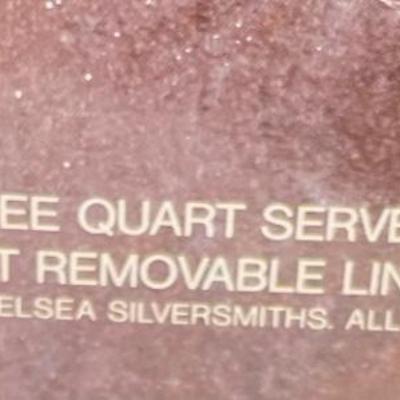 EE QUART SERVE
T REMOVABLE LIN
ELSEA SILVERSMITHS. ALL